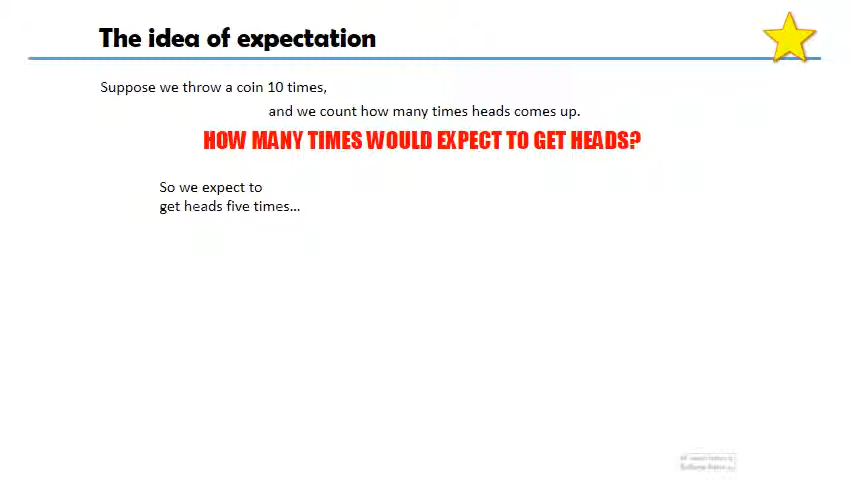 The idea of expectation
Suppose we throw a coin 10 times,
and we count how many times heads comes up.
HOW MANY TIMES WOULD EXPECT TO GET HEADS?
So we expect to
get heads five times...